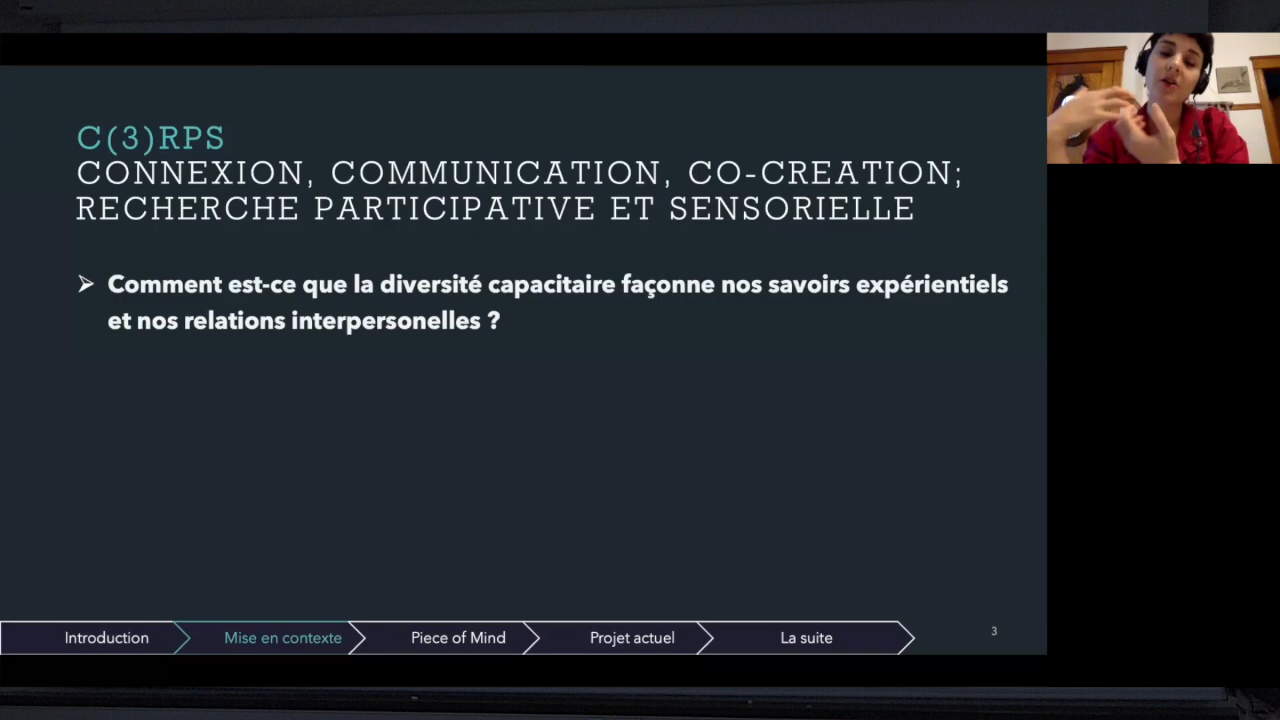 C(3)RPS
CONNEXION, COMMUNICATION, CO-CREATION;
RECHERCHE PARTICIPATIVE ET SENSORIELLE
➢ Comment est-ce que la diversité capacitaire façonne nos savoirs expérientiels
et nos relations interpersonelles ?
Introduction
Mise en contexte
Piece of Mind
Projet actuel
La suite
3